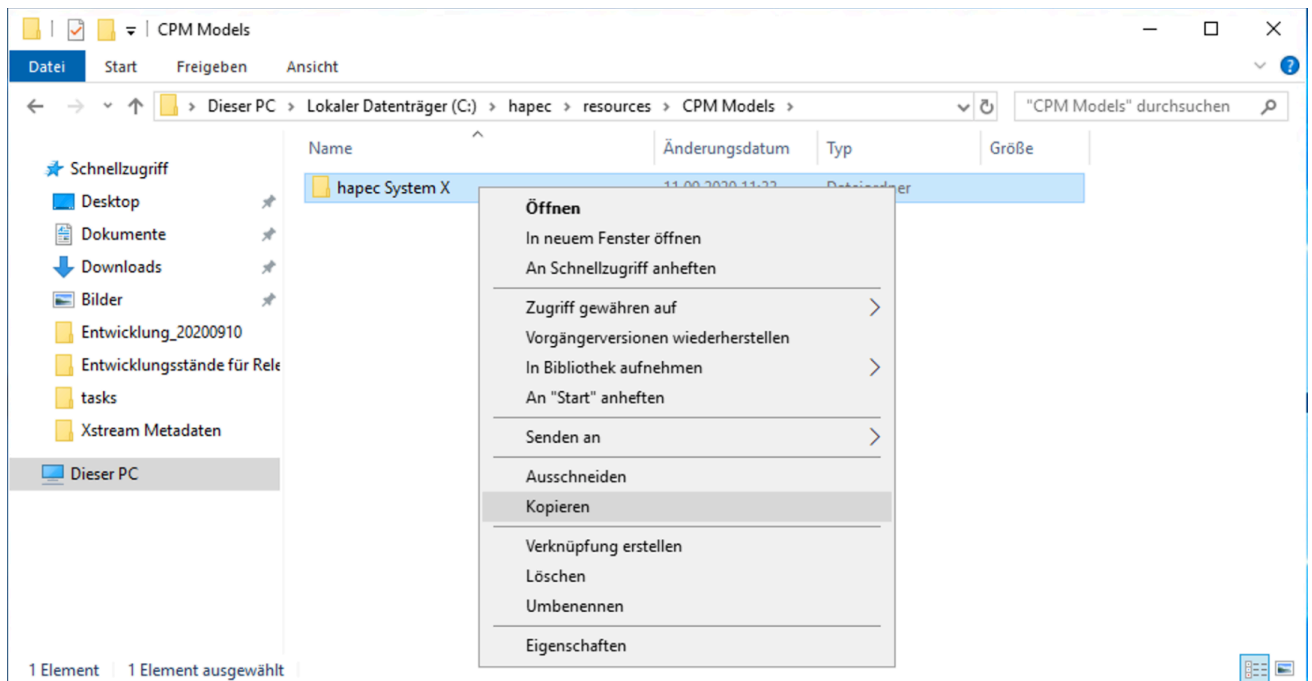 CPM Models
Datei Start Freigeben Ansicht
Dieser PC Lokaler Datenträger (C:) hapec resources CPM Models "CPM Models" durchsuchen
Name Änderungsdatum Typ Größe
Schnellzugriff
Desktop
Dokumente
Downloads
Bilder
Entwicklung_20200910
Entwicklungsstände für Rele
tasks
Xstream Metadaten
Dieser PC
hapec System X
Öffnen
In neuem Fenster öffnen
An Schnellzugriff anheften
Zugriff gewähren auf
Vorgängerversionen wiederherstellen
In Bibliothek aufnehmen
An "Start" anheften
Senden an
Ausschneiden
Kopieren
Verknüpfung erstellen
Löschen
Umbenennen
Eigenschaften
1 Element 1 Element ausgewählt